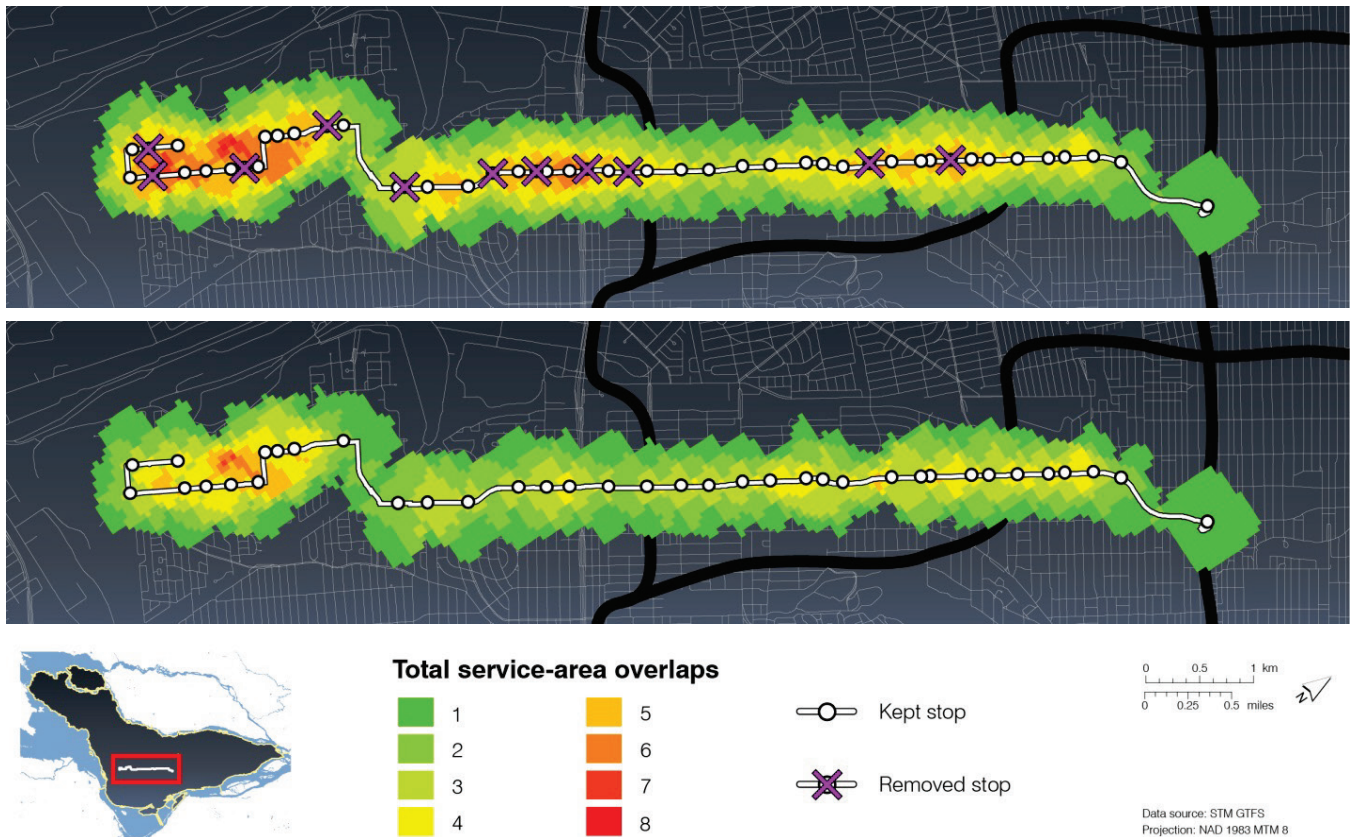 Total service-area overlaps
1
2
3
4
5
6
7
8
Kept stop
Removed stop
0 0.5 1 km
0 0.25 0.5 miles
N
Data source: STM GTFS
Projection: NAD 1983 MTM 8